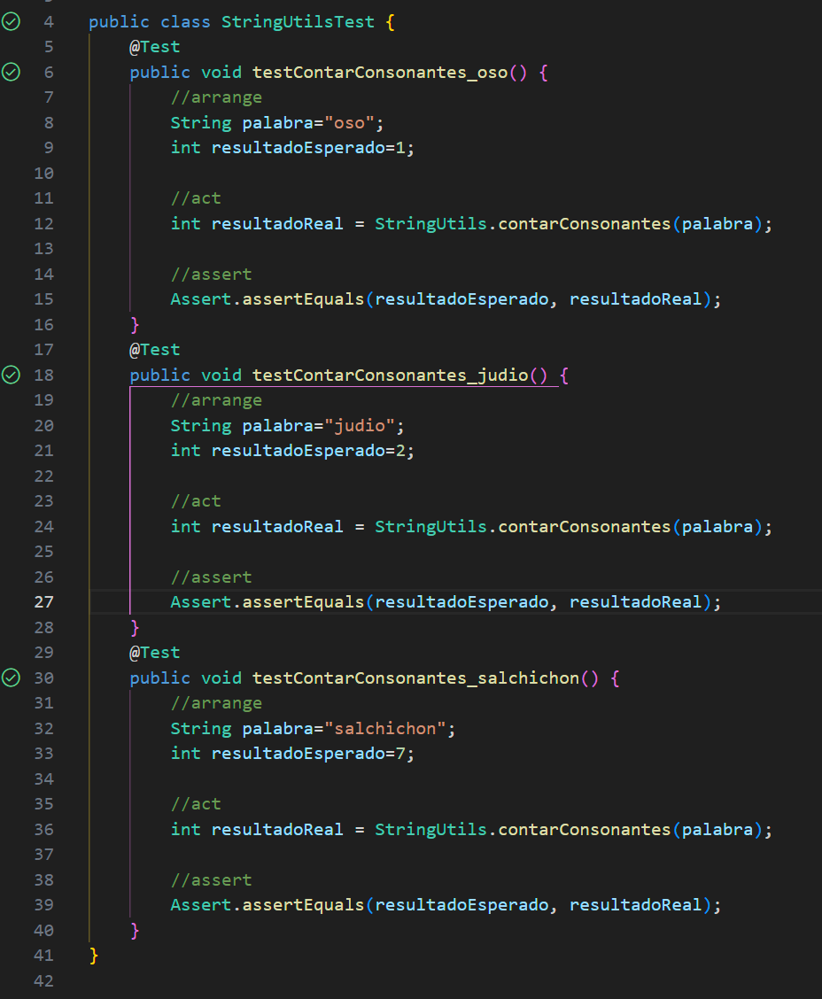 4 public class StringUtilsTest {
5 @Test
6 public void testContarConsonantes_oso() {
7 //arrange
8 String palabra="oso";
9 int resultadoEsperado=1;
10
11 //act
12 int resultadoReal = StringUtils.contarConsonantes(palabra);
13
14 //assert
15 Assert.assertEquals(resultadoEsperado, resultadoReal);
16 }
17 @Test
18 public void testContarConsonantes_judio() {
19 //arrange
20 String palabra="judio";
21 int resultadoEsperado=2;
22
23 //act
24 int resultadoReal = StringUtils.contarConsonantes(palabra);
25
26 //assert
27 Assert.assertEquals(resultadoEsperado, resultadoReal);
28 }
29 @Test
30 public void testContarConsonantes_salchichon() {
31 //arrange
32 String palabra="salchichon";
33 int resultadoEsperado=7;
34
35 //act
36 int resultadoReal = StringUtils.contarConsonantes(palabra);
37
38 //assert
39 Assert.assertEquals(resultadoEsperado, resultadoReal);
40 }
41 }
42